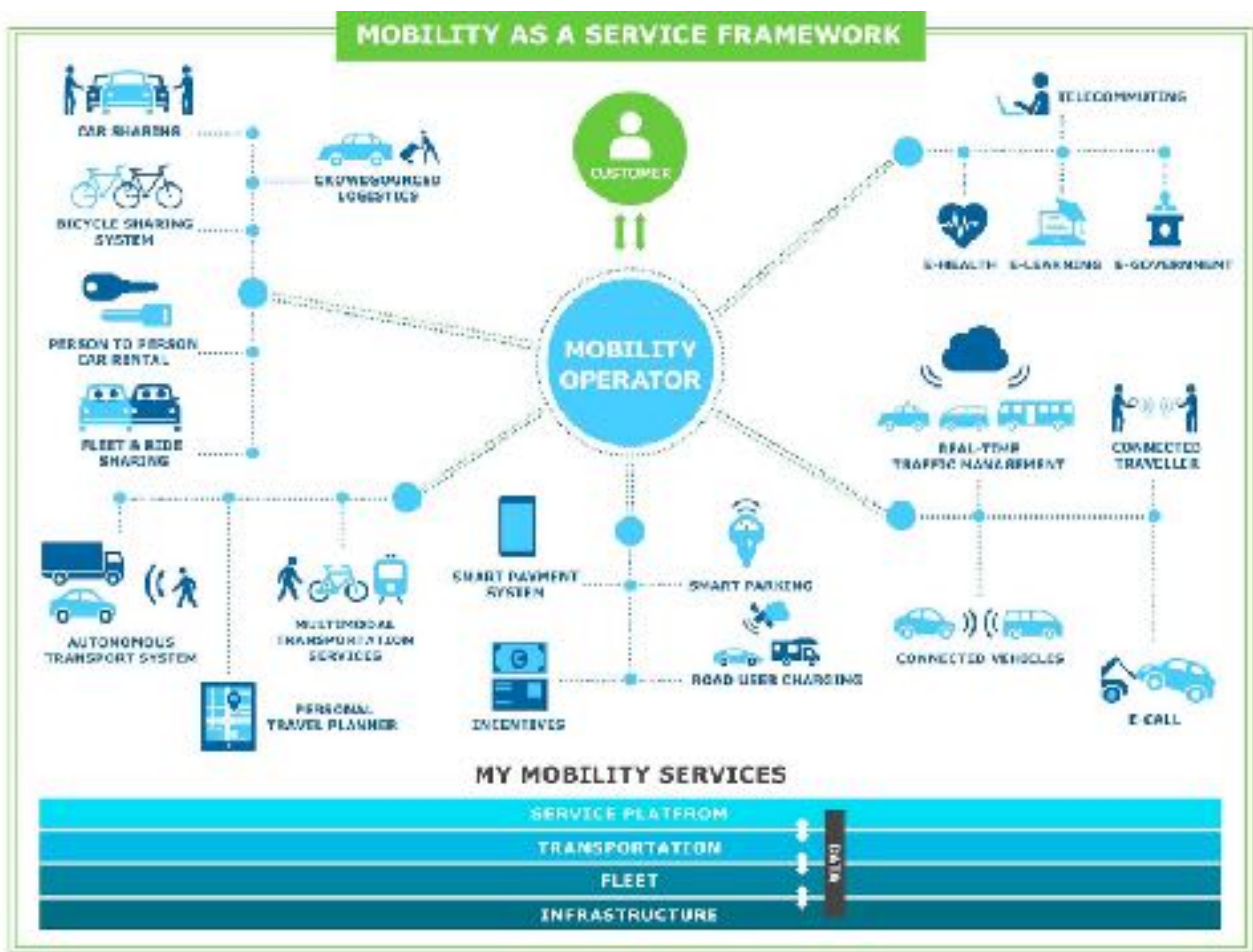 MOBILITY AS A SERVICE FRAMEWORK
CAR SHARING
CROWDSOURCED
LOGISTICS
BICYCLE SHARING
SYSTEM
PERSON TO PERSON
CAR RENTAL
FLEET & RIDE
SHARING
CUSTOMER
MOBILITY
OPERATOR
TELECOMMUTING
E-HEALTH
E-LEARNING
E-GOVERNMENT
REAL-TIME
TRAFFIC MANAGEMENT
CONNECTED
TRAVELLER
AUTONOMOUS
TRANSPORT SYSTEM
MULTIMODAL
TRANSPORTATION
SERVICES
PERSONAL
TRAVEL PLANNER
SMART PAYMENT
SYSTEM
SMART PARKING
INCENTIVES
ROAD USER CHARGING
CONNECTED VEHICLES
E-CALL
MY MOBILITY SERVICES
SERVICE PLATFROM
TRANSPORTATION
FLEET
INFRASTRUCTURE
DATA